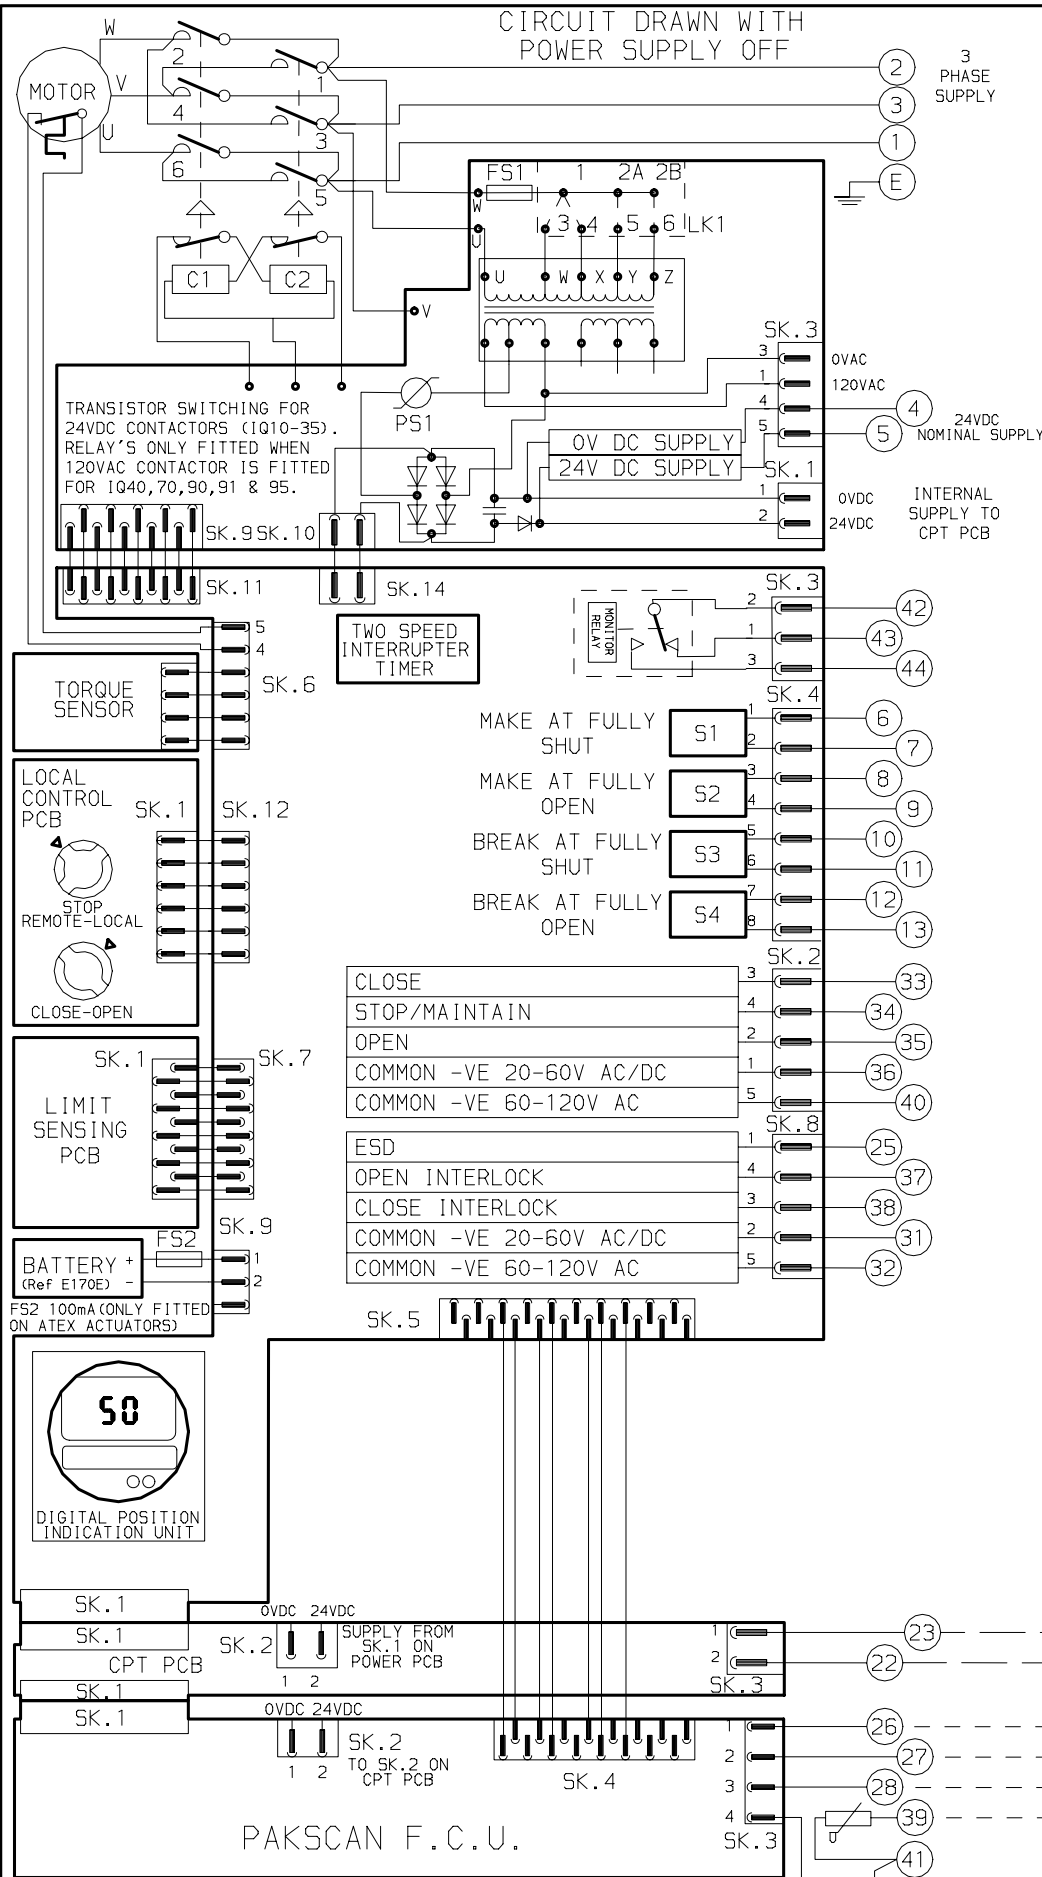 CIRCUIT DRAWN WITH
POWER SUPPLY OFF
W
V
U
MOTOR
2
1
4
3
6
5
2
3
1
E
3
PHASE
SUPPLY
C1
C2
FS1
1
2A
2B
W
U
3
4
5
6
LK1
U
W
X
Y
Z
V
PS1
TRANSISTOR SWITCHING FOR
24VDC CONTACTORS (IQ10-35).
RELAY'S ONLY FITTED WHEN
120VAC CONTACTOR IS FITTED
FOR IQ40,70,90,91 & 95.
SK.3
3 0VAC
1 120VAC
4 4
5 5
24VDC
NOMINAL SUPPLY
0V DC SUPPLY
24V DC SUPPLY
SK.1
1 0VDC
2 24VDC
INTERNAL
SUPPLY TO
CPT PCB
SK.9
SK.10
SK.11
SK.14
TWO SPEED
INTERRUPTER
TIMER
MONITOR
RELAY
SK.3
2 42
1 43
3 44
5
4
SK.6
TORQUE
SENSOR
SK.4
MAKE AT FULLY
SHUT
S1
1 6
2 7
MAKE AT FULLY
OPEN
S2
3 8
4 9
BREAK AT FULLY
SHUT
S3
5 10
6 11
BREAK AT FULLY
OPEN
S4
7 12
8 13
LOCAL
CONTROL
PCB
SK.1
SK.12
STOP
REMOTE-LOCAL
CLOSE-OPEN
SK.2
CLOSE 3 33
STOP/MAINTAIN 4 34
OPEN 2 35
COMMON -VE 20-60V AC/DC 1 36
COMMON -VE 60-120V AC 5 40
SK.8
ESD 1 25
OPEN INTERLOCK 4 37
CLOSE INTERLOCK 3 38
COMMON -VE 20-60V AC/DC 2 31
COMMON -VE 60-120V AC 5 32
SK.1
SK.7
LIMIT
SENSING
PCB
SK.9
FS2
BATTERY +
(Ref E170E) -
1
2
FS2 100mA(ONLY FITTED
ON ATEX ACTUATORS)
SK.5
50
DIGITAL POSITION
INDICATION UNIT
SK.1
SK.1
CPT PCB
0VDC 24VDC
SK.2
1 2
SUPPLY FROM
SK.1 ON
POWER PCB
1 23
2 22
SK.3
SK.1
SK.1
0VDC 24VDC
SK.2
1 2
TO SK.2 ON
CPT PCB
SK.4
1 26
2 27
3 28
4 39
SK.3
41
U
PAKSCAN F.C.U.